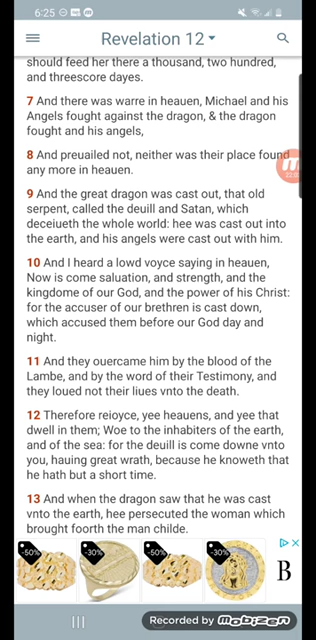 6:25
Revelation 12
should feed her there a thousand, two hundred,
and threescore dayes.
7 And there was warre in heauen, Michael and his
Angels fought against the dragon, & the dragon
fought and his angels,
8 And preuailed not, neither was their place found
any more in heauen.
9 And the great dragon was cast out, that old
serpent, called the deuill and Satan, which
deceiueth the whole world: hee was cast out into
the earth, and his angels were cast out with him.
10 And I heard a lowd voyce saying in heauen,
Now is come saluation, and strength, and the
kingdome of our God, and the power of his Christ:
for the accuser of our brethren is cast down,
which accused them before our God day and
night.
11 And they ouercame him by the blood of the
Lambe, and by the word of their Testimony, and
they loued not their liues vnto the death.
12 Therefore reioyce, yee heauens, and yee that
dwell in them; Woe to the inhabiters of the earth,
and of the sea: for the deuill is come downe vnto
you, hauing great wrath, because he knoweth that
he hath but a short time.
13 And when the dragon saw that he was cast
vnto the earth, hee persecuted the woman which
brought foorth the man childe.
-50% -30% -50% -30%
B
Recorded by Mobizen